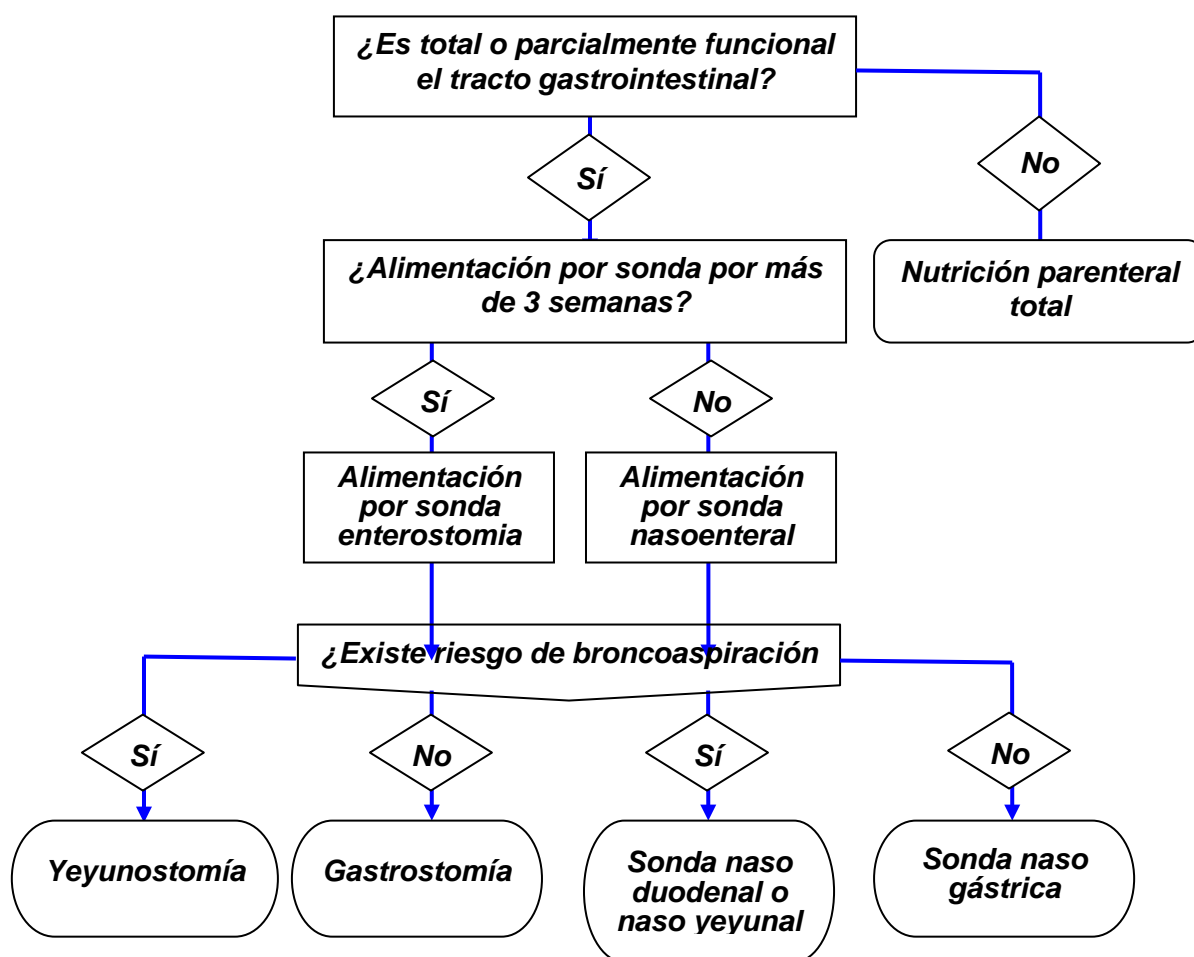 ¿Es total o parcialmente funcional
el tracto gastrointestinal?
Sí
No
¿Alimentación por sonda por más
de 3 semanas?
Nutrición parenteral
total
Sí
No
Alimentación
por sonda
enterostomia
Alimentación
por sonda
nasoenteral
¿Existe riesgo de broncoaspiración
Sí
No
Sí
No
Yeyunostomía
Gastrostomía
Sonda naso
duodenal o
naso yeyunal
Sonda naso
gástrica